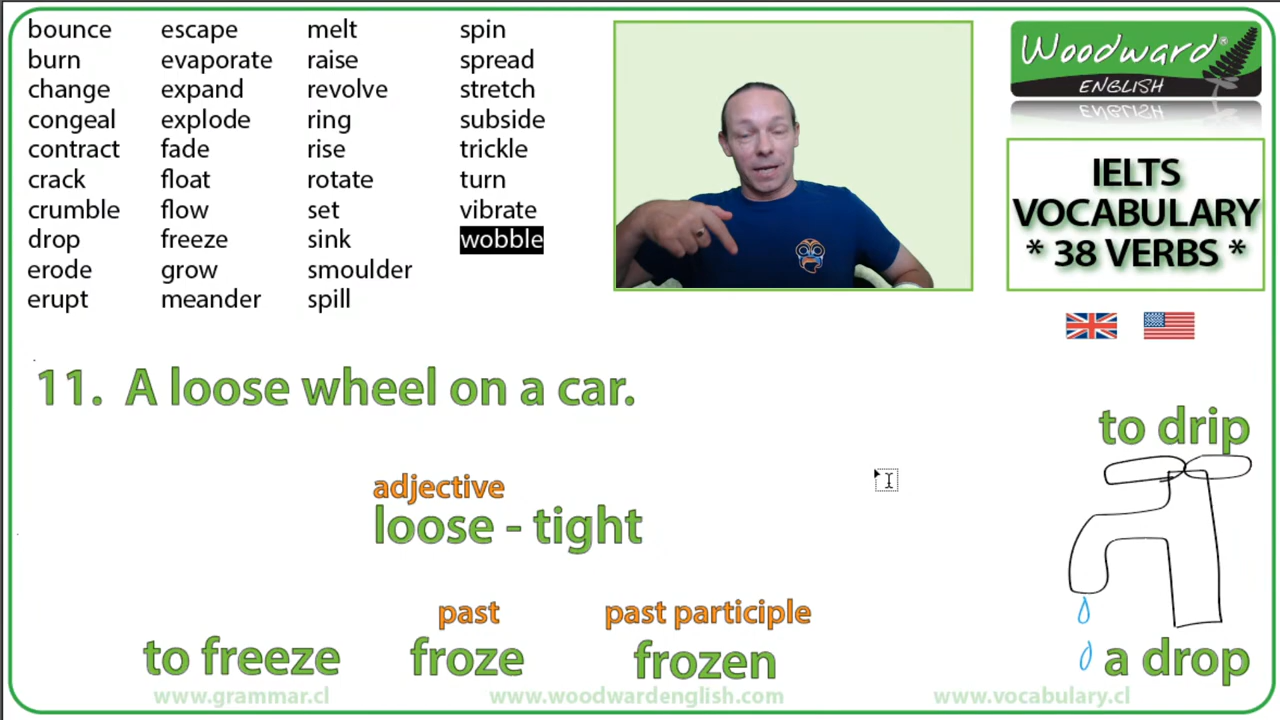 bounce escape melt spin
burn evaporate raise spread
change expand revolve stretch
congeal explode ring subside
contract fade rise trickle
crack float rotate turn
crumble flow set vibrate
drop freeze sink wobble
erode grow smoulder
erupt meander spill
Woodward®
ENGLISH
IELTS
VOCABULARY
* 38 VERBS *
11. A loose wheel on a car.
to drip
adjective
loose - tight
past past participle
to freeze froze frozen
a drop
www.grammar.cl www.woodwardenglish.com www.vocabulary.cl